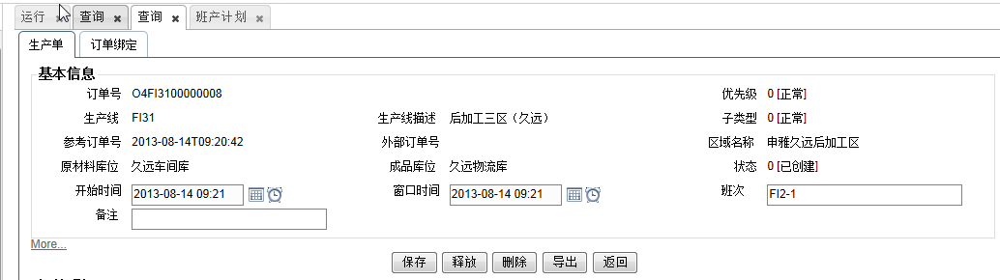 运行 查询 查询 班产计划
生产单 订单绑定
基本信息
订单号 O4FI3100000008 优先级 0 [正常]
生产线 FI31 生产线描述 后加工三区（久远） 子类型 0 [正常]
参考订单号 2013-08-14T09:20:42 外部订单号 区域名称 申雅久远后加工区
原材料库位 久远车间库 成品库位 久远物流库 状态 0 [已创建]
开始时间 2013-08-14 09:21 窗口时间 2013-08-14 09:21 班次 FI2-1
备注
More...
保存 释放 删除 导出 返回